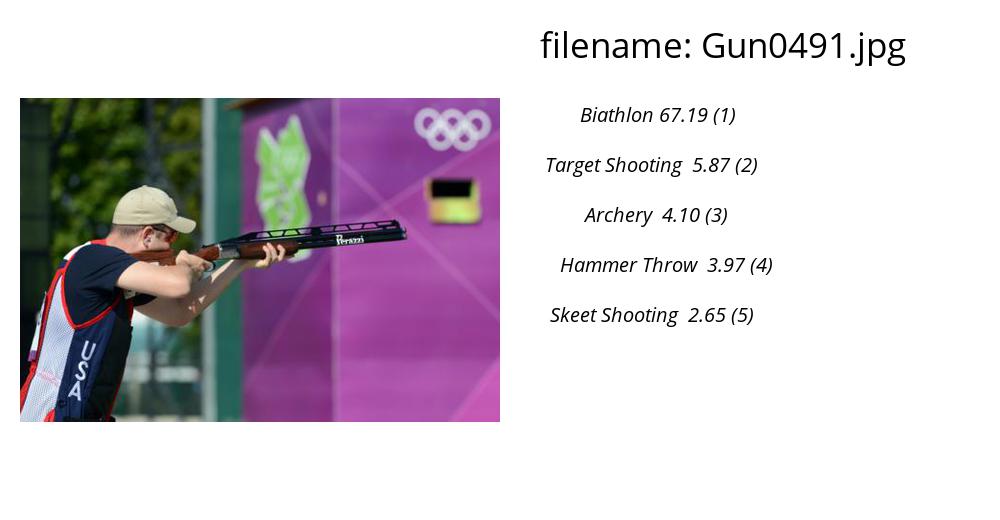 filename: Gun0491.jpg
Biathlon 67.19 (1)
Target Shooting 5.87 (2)
Archery 4.10 (3)
Hammer Throw 3.97 (4)
Skeet Shooting 2.65 (5)
Perazzi
USA